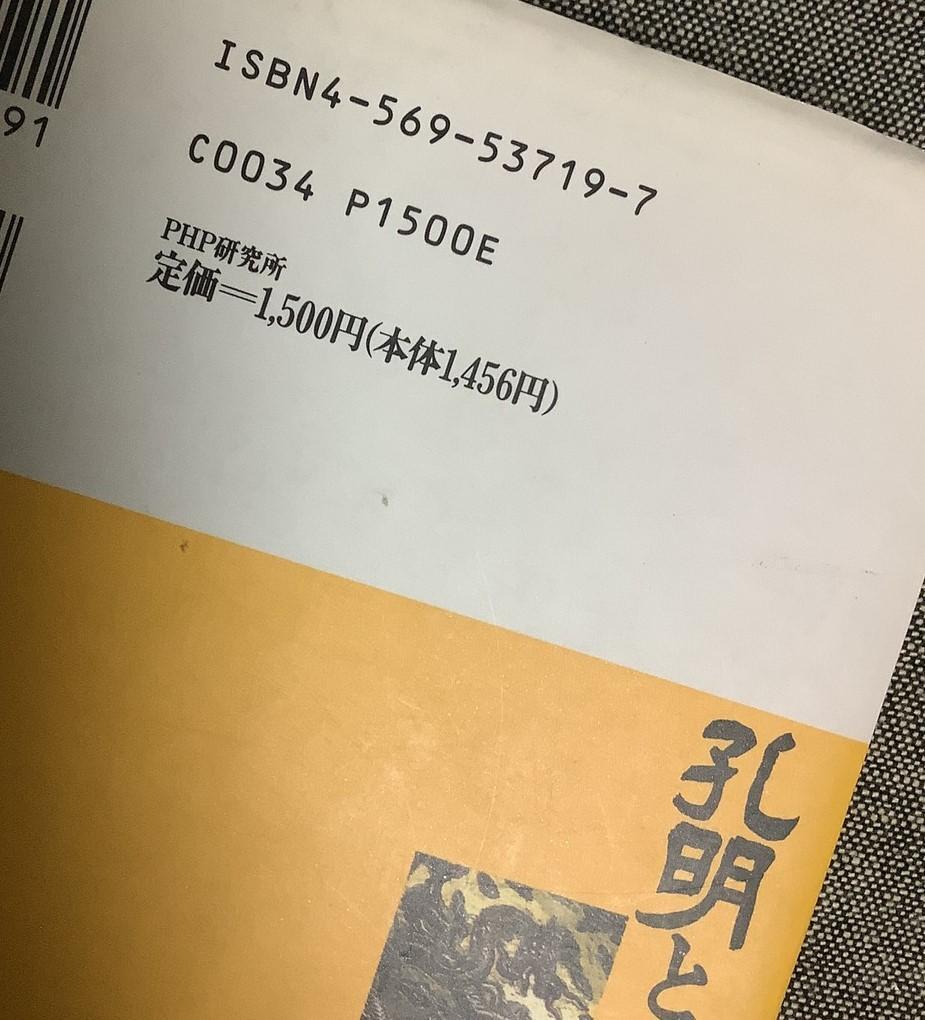 91
ISBN4-569-53719-7
C0034 P1500E
PHP研究所
定価＝1,500円(本体1,456円)
孔明と